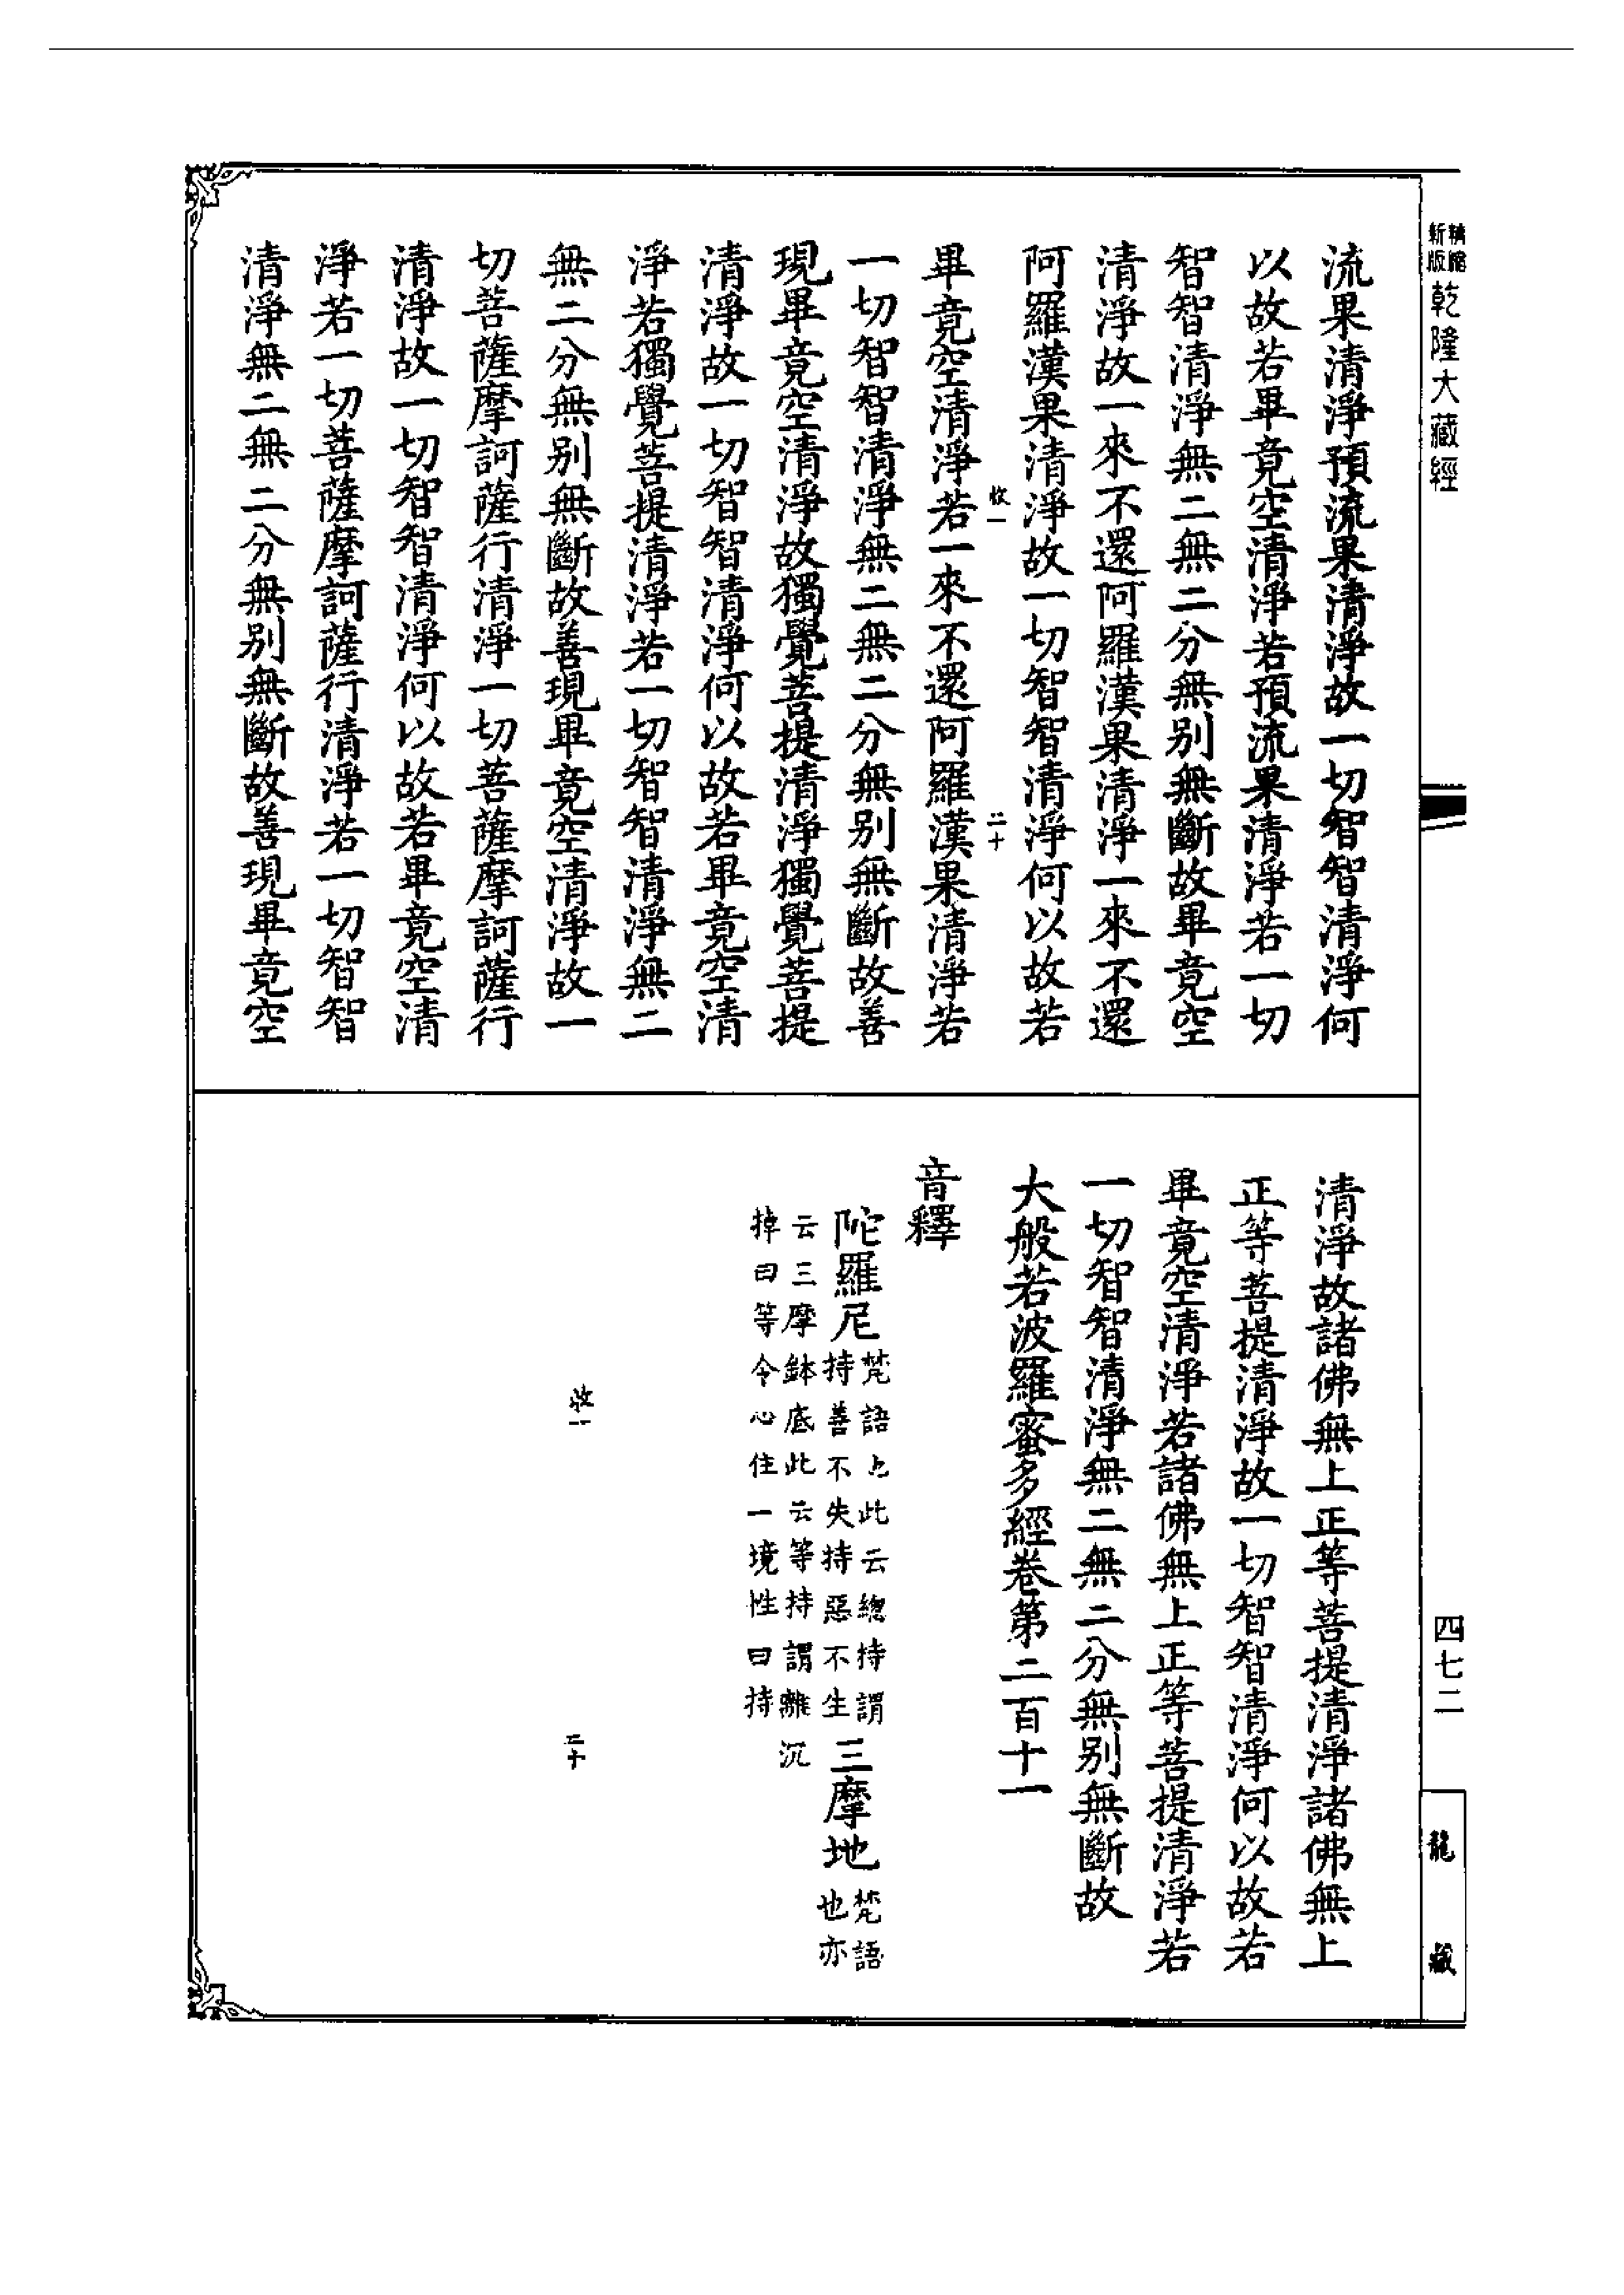 精縮
新版
乾隆大藏經
流果清淨預流果清淨故一切智智清淨何
以故若畢竟空清淨若預流果清淨若一切
智智清淨無二無二分無別無斷故畢竟空
清淨故一來不還阿羅漢果清淨一來不還
阿羅漢果清淨故一切智智清淨何以故若
收一
二十
畢竟空清淨若一來不還阿羅漢果清淨若
一切智智清淨無二無二分無別無斷故善
現畢竟空清淨故獨覺菩提清淨獨覺菩提
清淨故一切智智清淨何以故若畢竟空清
淨若獨覺菩提清淨若一切智智清淨無二
無二分無別無斷故善現畢竟空清淨故一
切菩薩摩訶薩行清淨一切菩薩摩訶薩行
清淨故一切智智清淨何以故若畢竟空清
淨若一切菩薩摩訶薩行清淨若一切智智
清淨無二無二分無別無斷故善現畢竟空
清淨故諸佛無上正等菩提清淨諸佛無上
正等菩提清淨故一切智智清淨何以故若
畢竟空清淨若諸佛無上正等菩提清淨若
一切智智清淨無二無二分無別無斷故
大般若波羅蜜多經卷第二百十一
音釋
陀羅尼
梵語也此云總持謂
持善不失持惡不生
三摩地
梵語
也亦
云三摩鉢底此云等持謂離沉
掉曰等令心住一境性曰持
收一
二十
四七二
龍藏